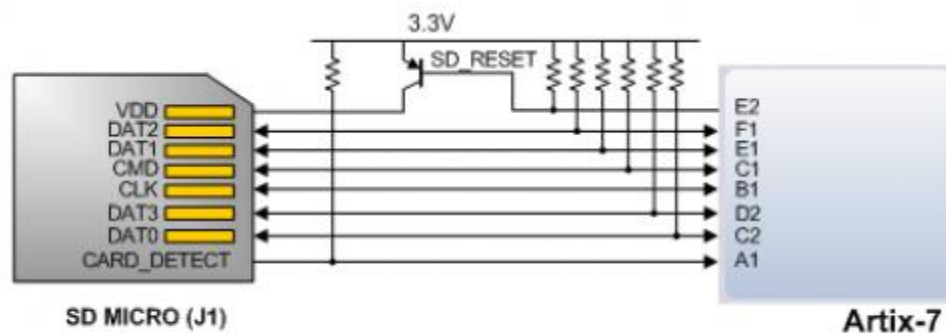 3.3V
SD_RESET
VDD
DAT2
DAT1
CMD
CLK
DAT3
DAT0
CARD_DETECT
E2
F1
E1
C1
B1
D2
C2
A1
SD MICRO (J1)
Artix-7